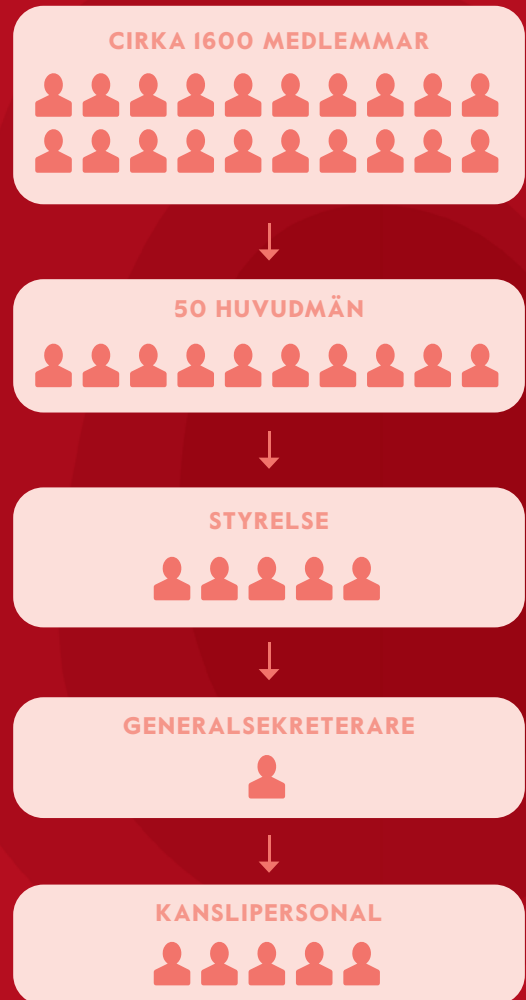 CIRKA 1600 MEDLEMMAR
50 HUVUDMÄN
STYRELSE
GENERALSEKRETERARE
KANSLIPERSONAL